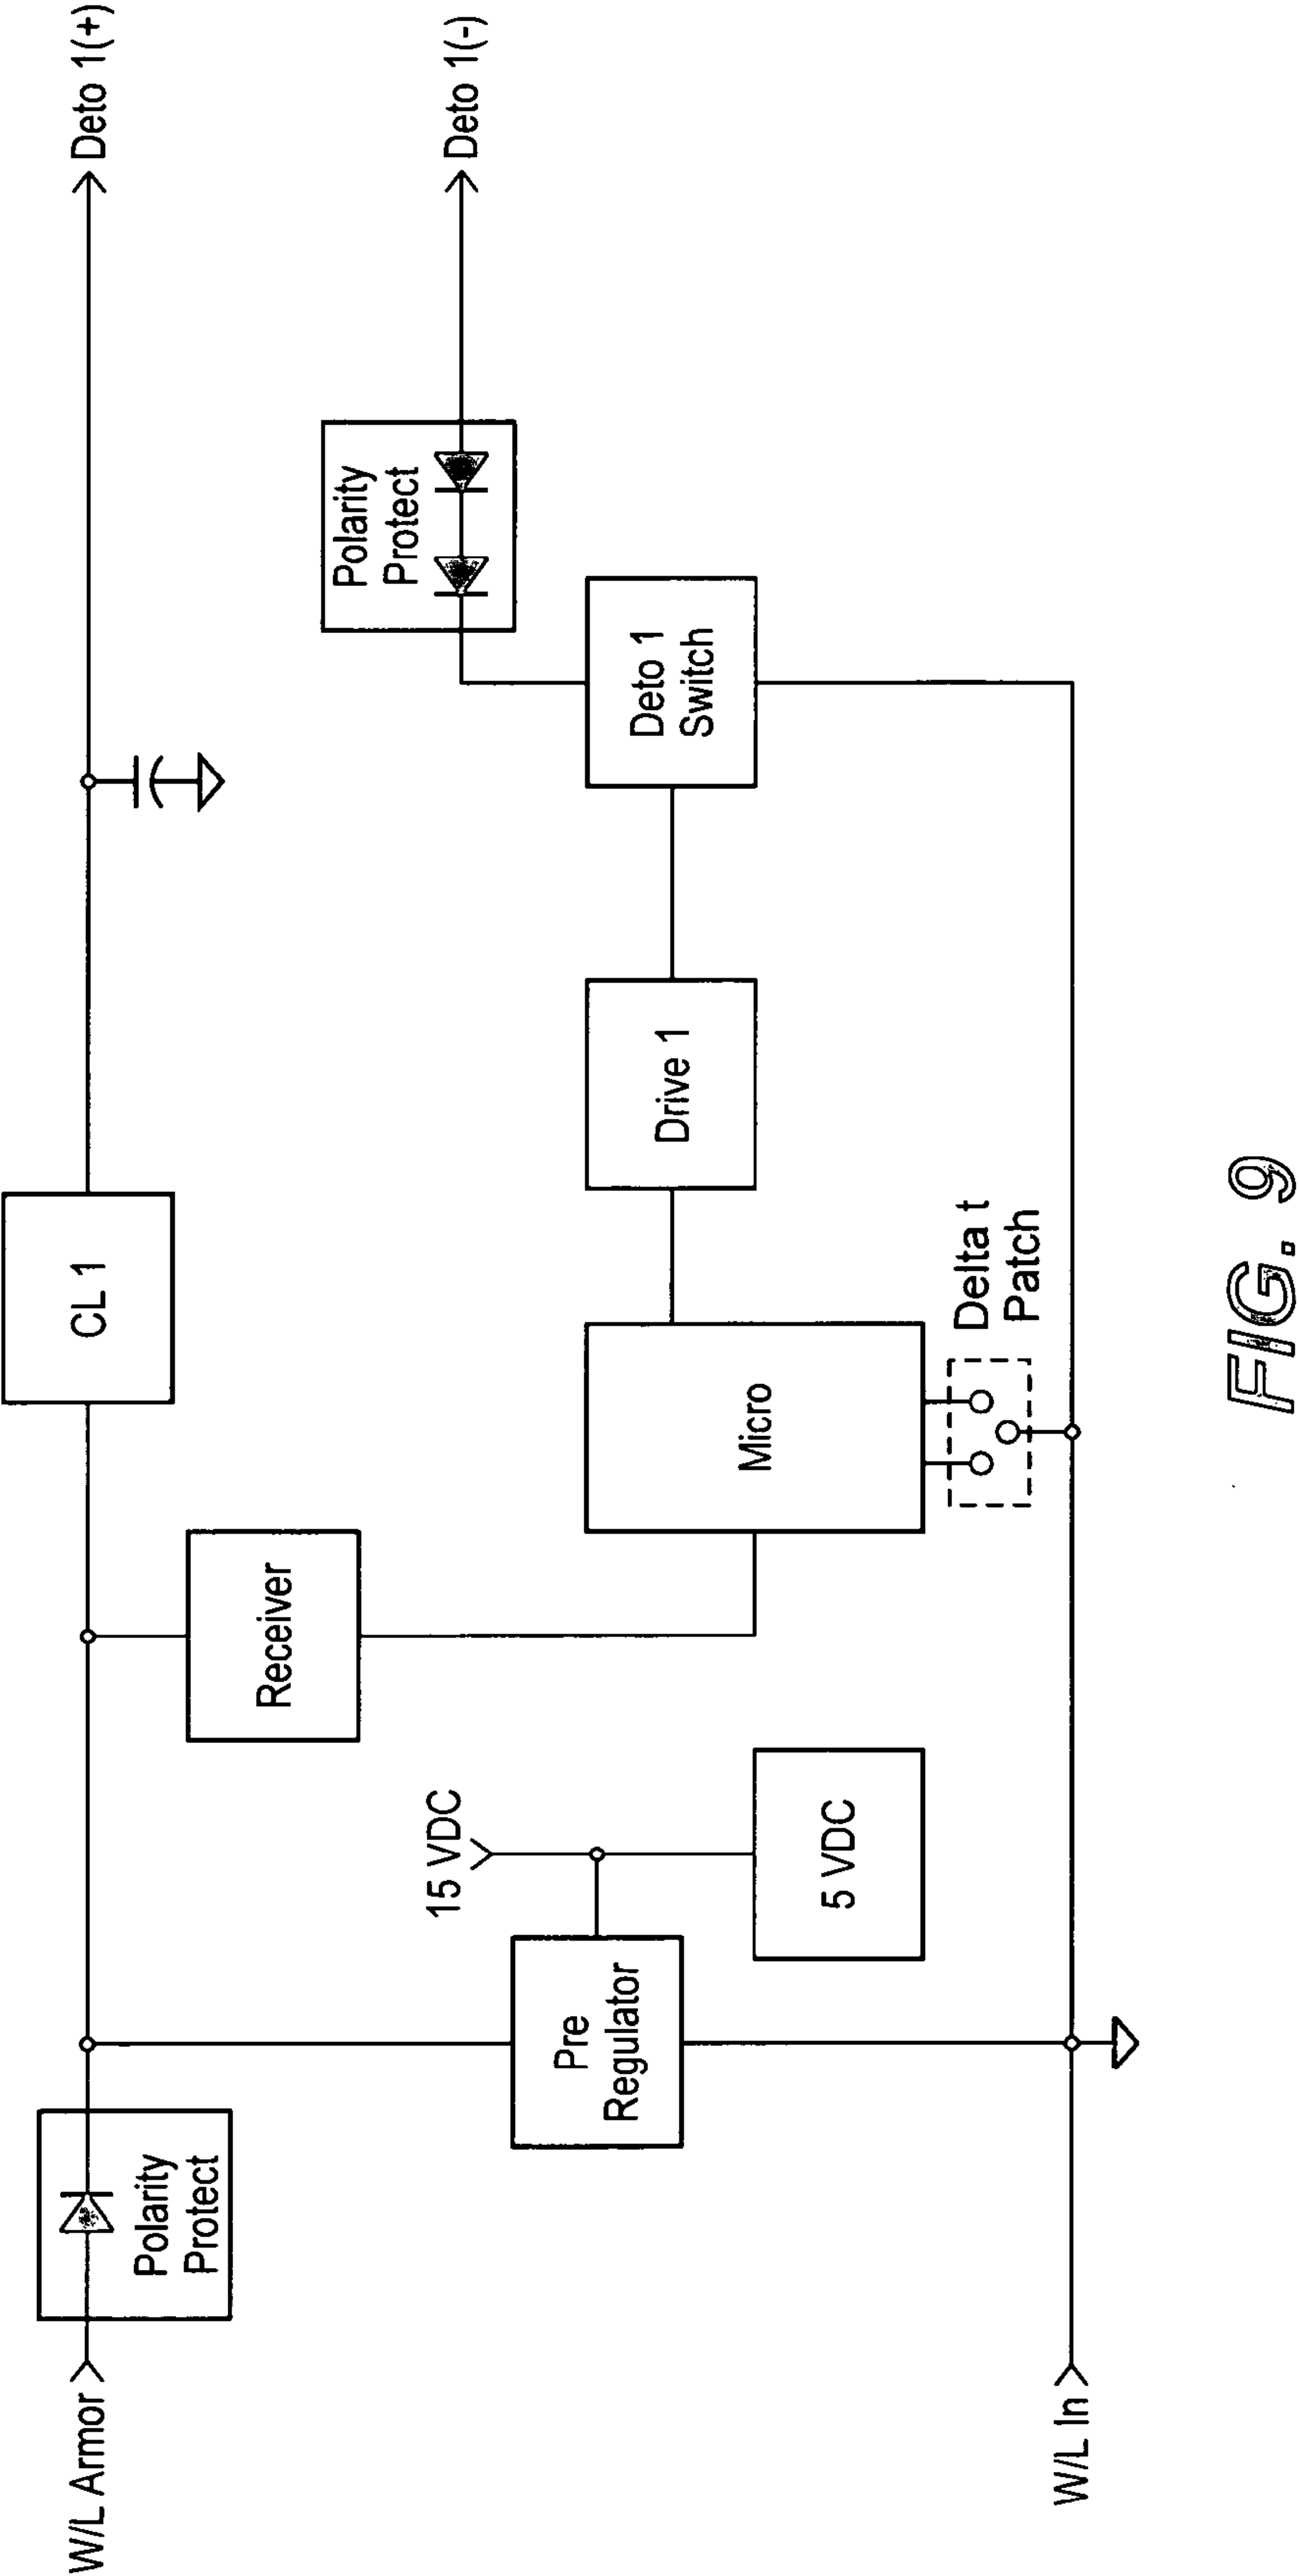 W/L Armor
Polarity
Protect
CL 1
Deto 1(+)
Receiver
15 VDC
Pre
Regulator
5 VDC
Micro
Delta t
Patch
Drive 1
Deto 1
Switch
Polarity
Protect
Deto 1(-)
W/L In
FIG. 9